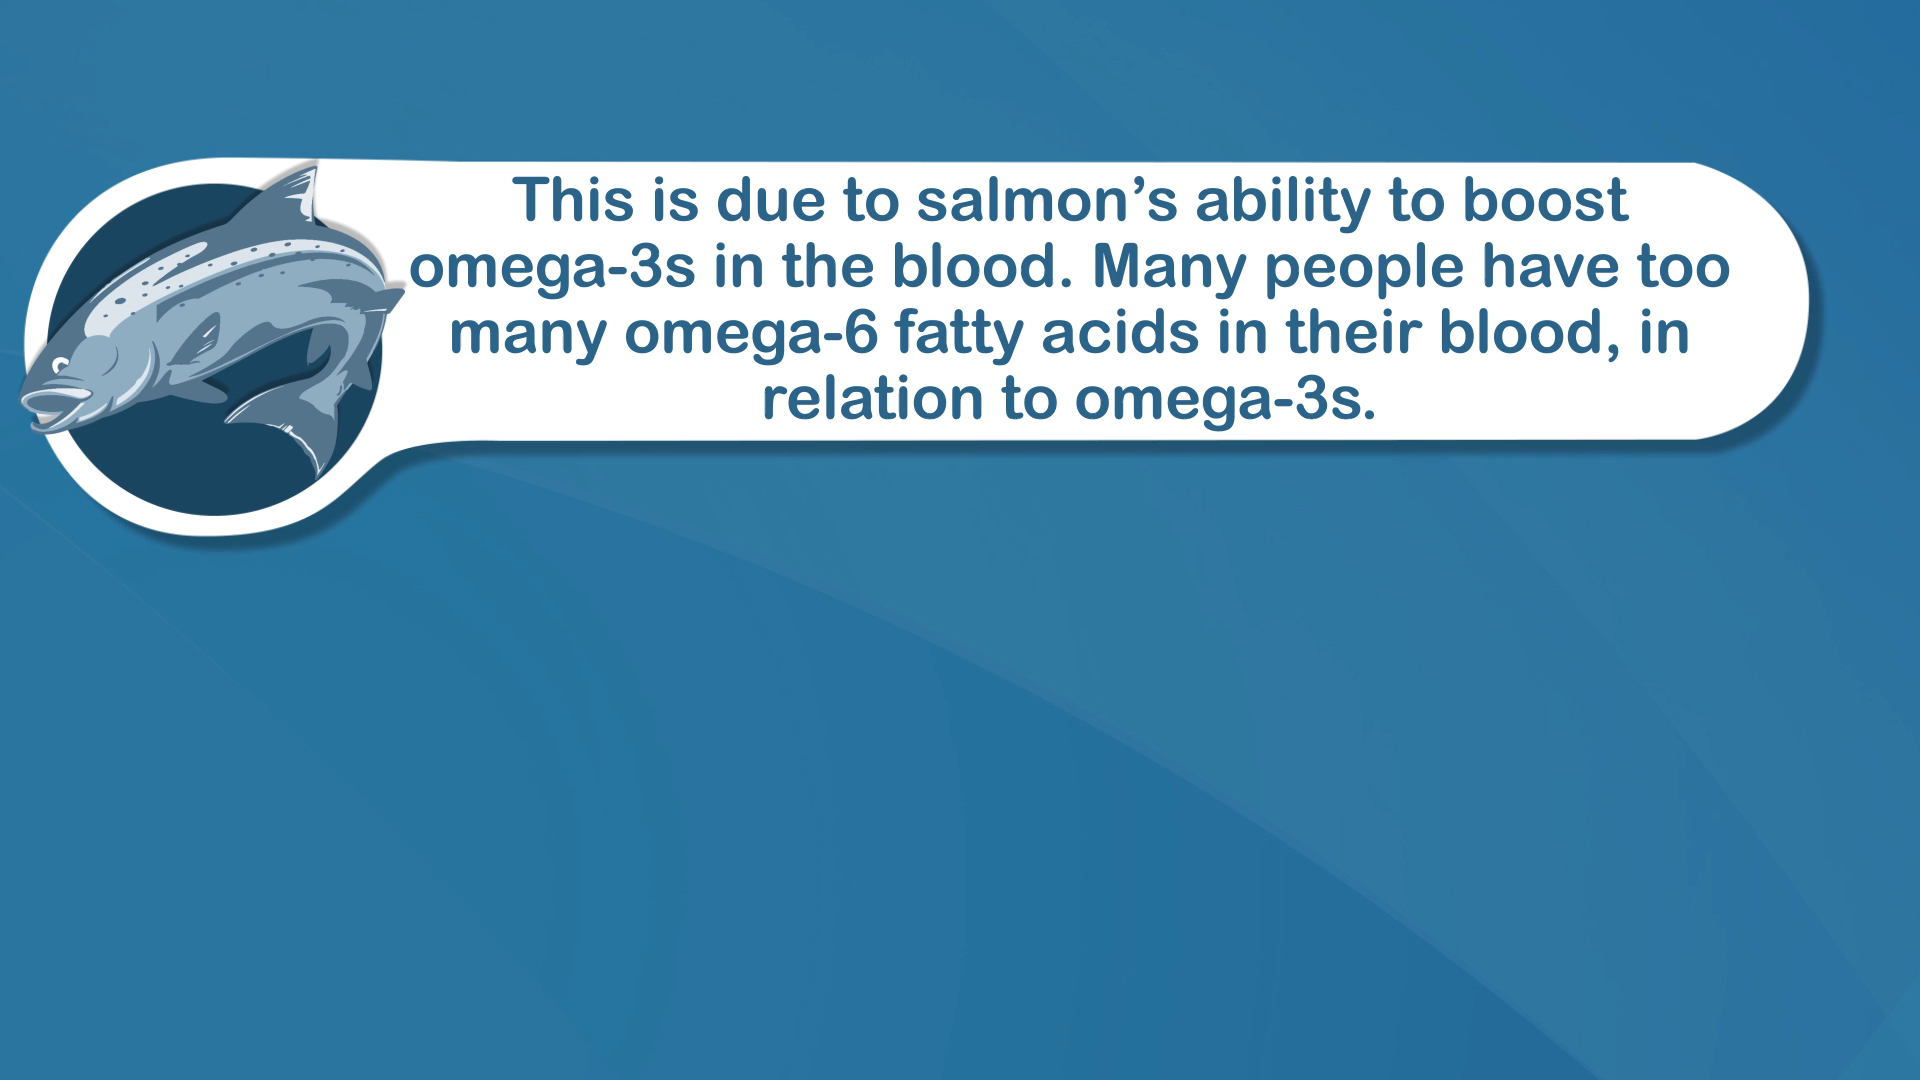 This is due to salmon’s ability to boost
omega-3s in the blood. Many people have too
many omega-6 fatty acids in their blood, in
relation to omega-3s.